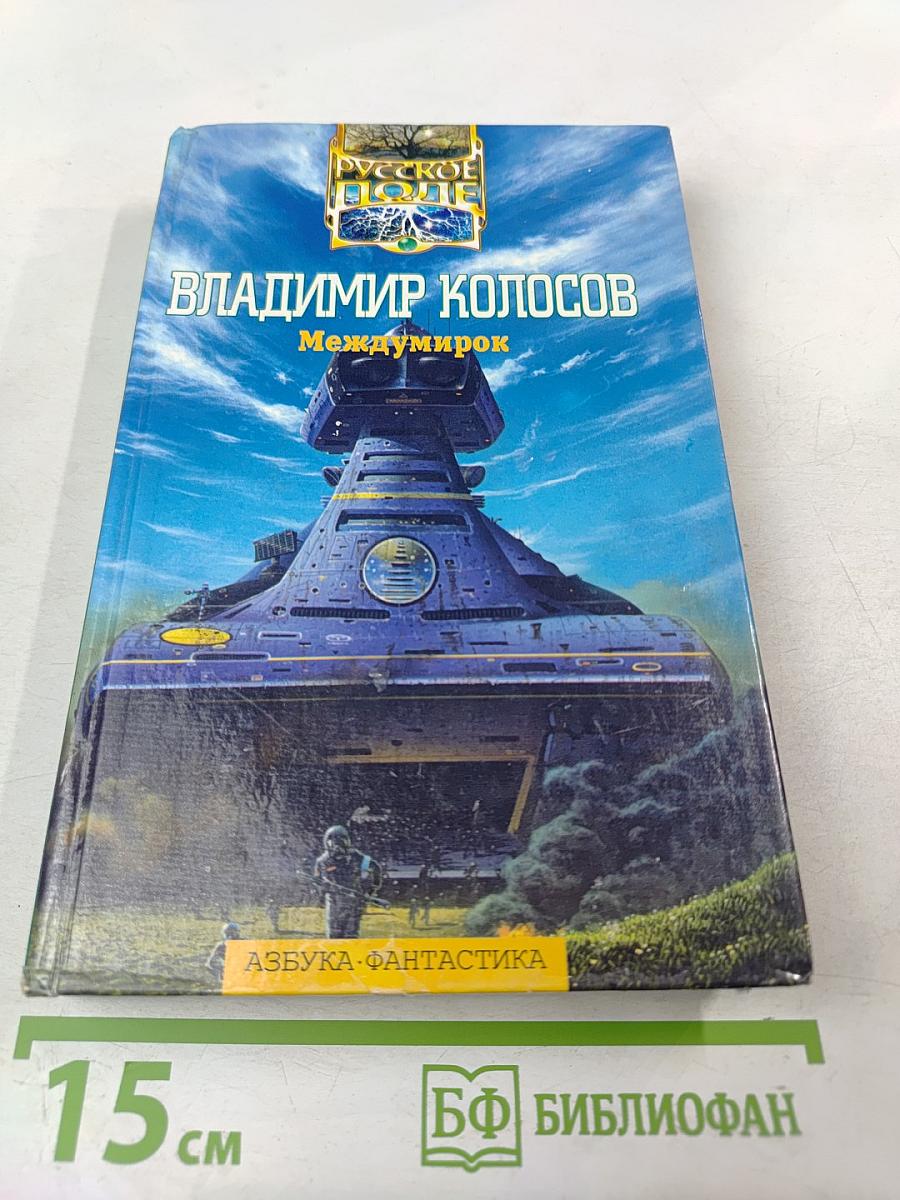 РУССКОЕ
ПОЛЕ
ВЛАДИМИР КОЛОСОВ
Междумирок
АЗБУКА·ФАНТАСТИКА
15 см
БФ БИБЛИОФАН